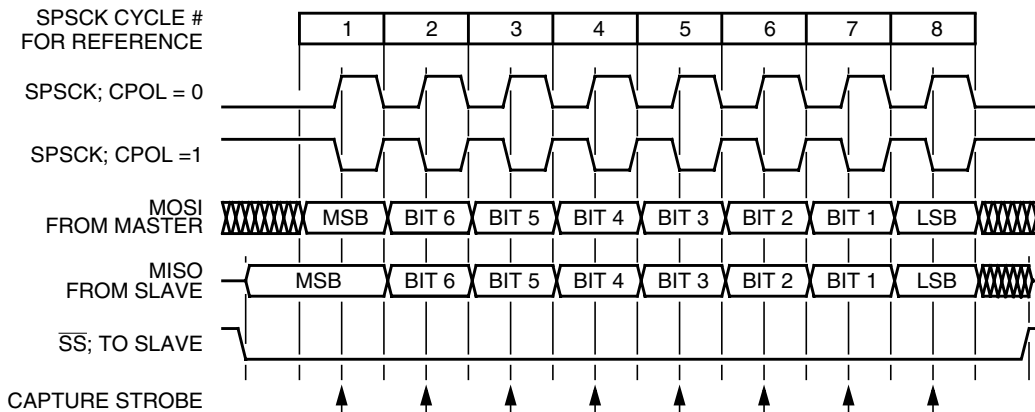 SPSCK CYCLE #
FOR REFERENCE
1 2 3 4 5 6 7 8
SPSCK; CPOL = 0
SPSCK; CPOL =1
MOSI
FROM MASTER
MSB BIT 6 BIT 5 BIT 4 BIT 3 BIT 2 BIT 1 LSB
MISO
FROM SLAVE
MSB BIT 6 BIT 5 BIT 4 BIT 3 BIT 2 BIT 1 LSB
S̅S̅; TO SLAVE
CAPTURE STROBE